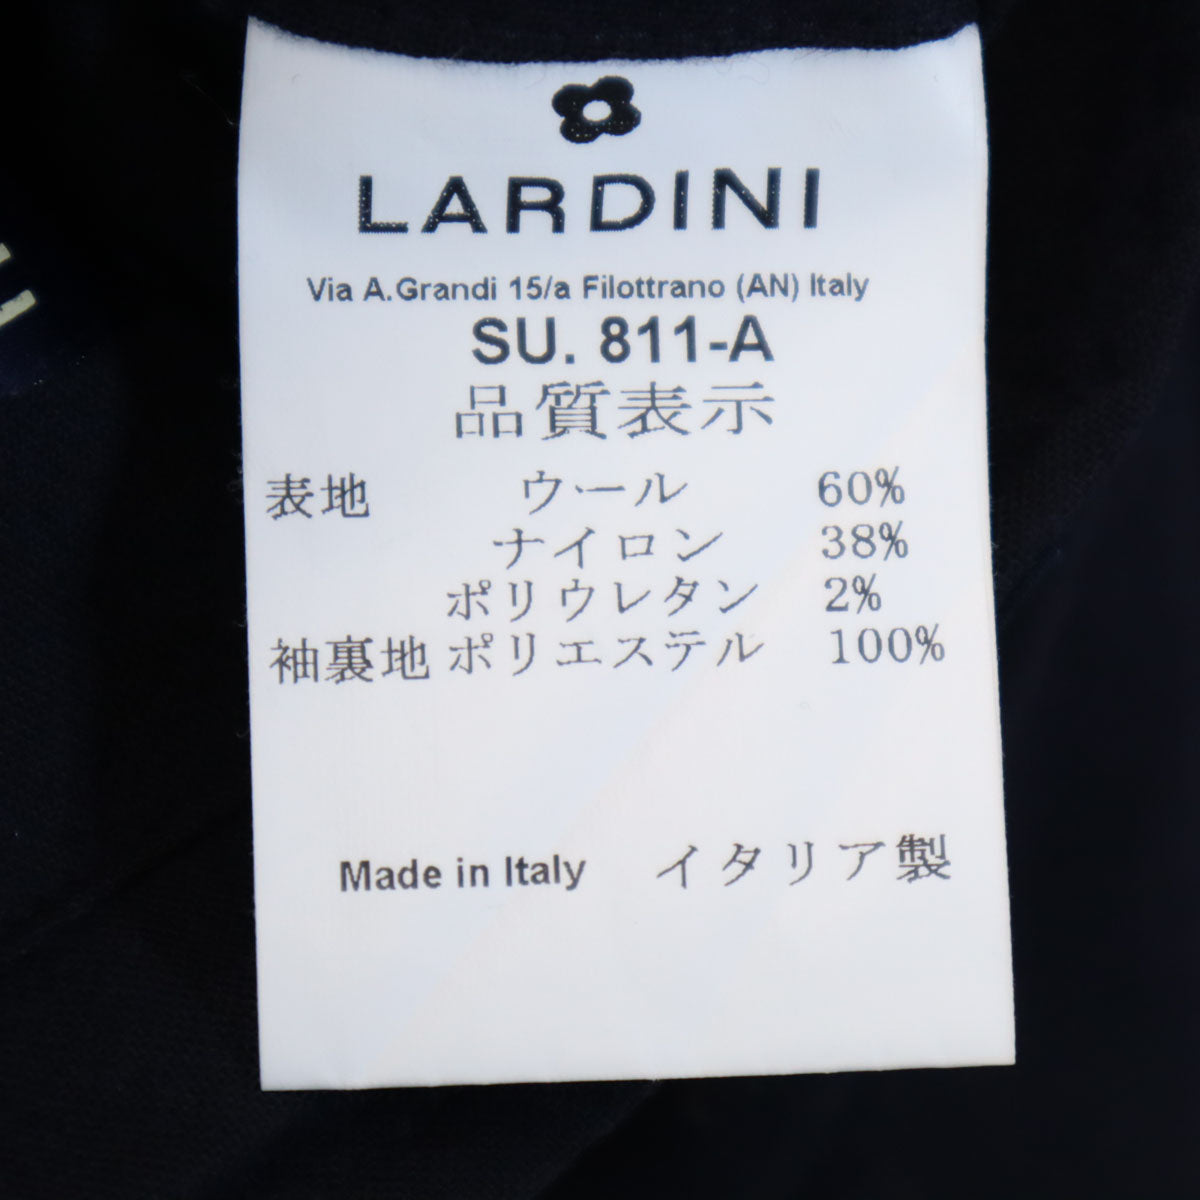 LARDINI
Via A.Grandi 15/a Filottrano (AN) Italy
SU. 811-A
品質表示
表地 ウール 60%
ナイロン 38%
ポリウレタン 2%
袖裏地 ポリエステル 100%
Made in Italy イタリア製